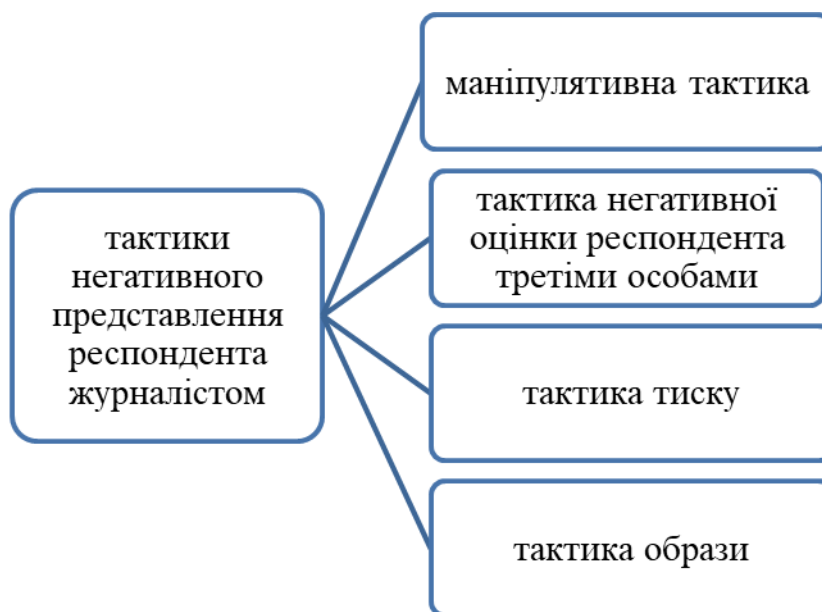 тактики
негативного
представлення
респондента
журналістом
маніпулятивна тактика
тактика негативної
оцінки респондента
третіми особами
тактика тиску
тактика образи